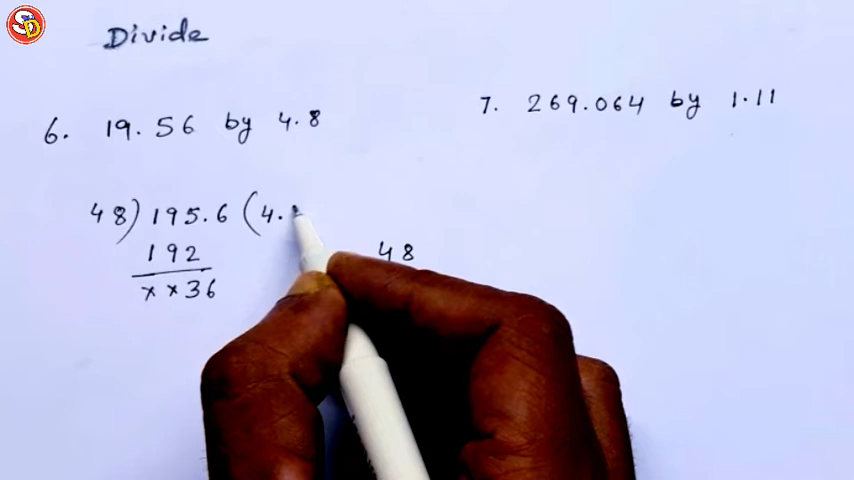 SD
Divide
6. 19.56 by 4.8
7. 269.064 by 1.11
48) 195.6 (4.
192
48
x x 36